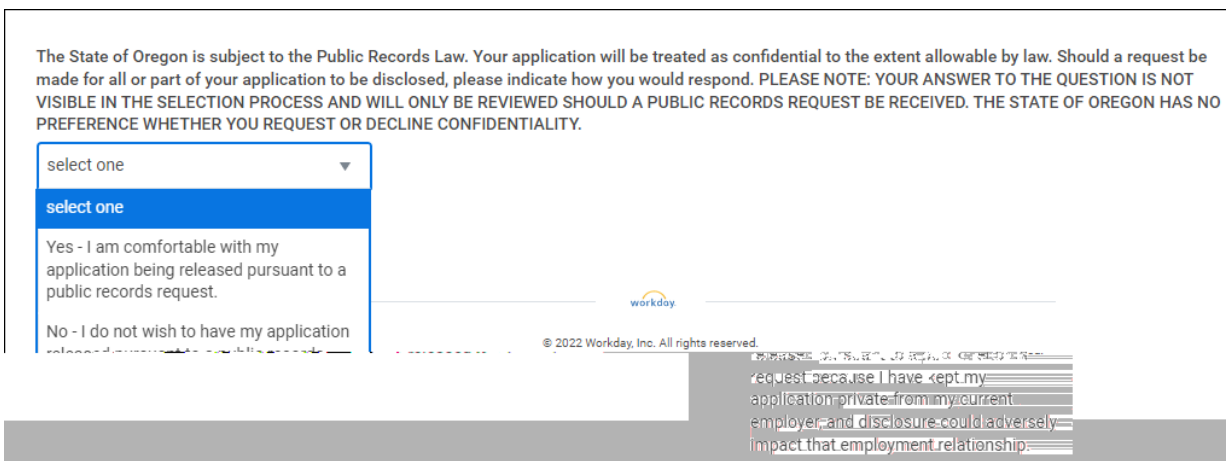 The State of Oregon is subject to the Public Records Law. Your application will be treated as confidential to the extent allowable by law. Should a request be
made for all or part of your application to be disclosed, please indicate how you would respond. PLEASE NOTE: YOUR ANSWER TO THE QUESTION IS NOT
VISIBLE IN THE SELECTION PROCESS AND WILL ONLY BE REVIEWED SHOULD A PUBLIC RECORDS REQUEST BE RECEIVED. THE STATE OF OREGON HAS NO
PREFERENCE WHETHER YOU REQUEST OR DECLINE CONFIDENTIALITY.
select one
select one
Yes - I am comfortable with my
application being released pursuant to a
public records request.
No - I do not wish to have my application
workday.
© 2022 Workday, Inc. All rights reserved.
request because I have kept my
application private from my current
employer, and disclosure could adversely
impact that employment relationship.